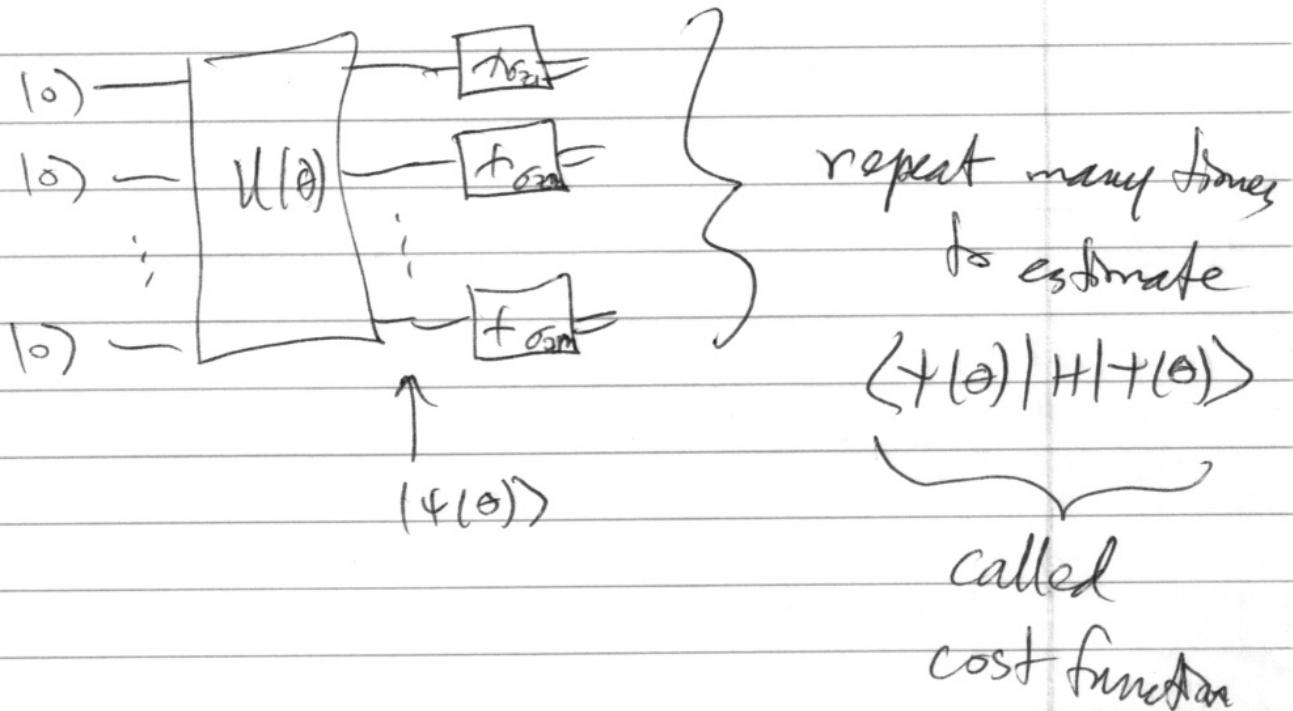 |0⟩
|0⟩
⋮
|0⟩
U(θ)
⋮
|ψ(θ)⟩
repeat many times
to estimate
⟨ψ(θ)|H|ψ(θ)⟩
called
cost function